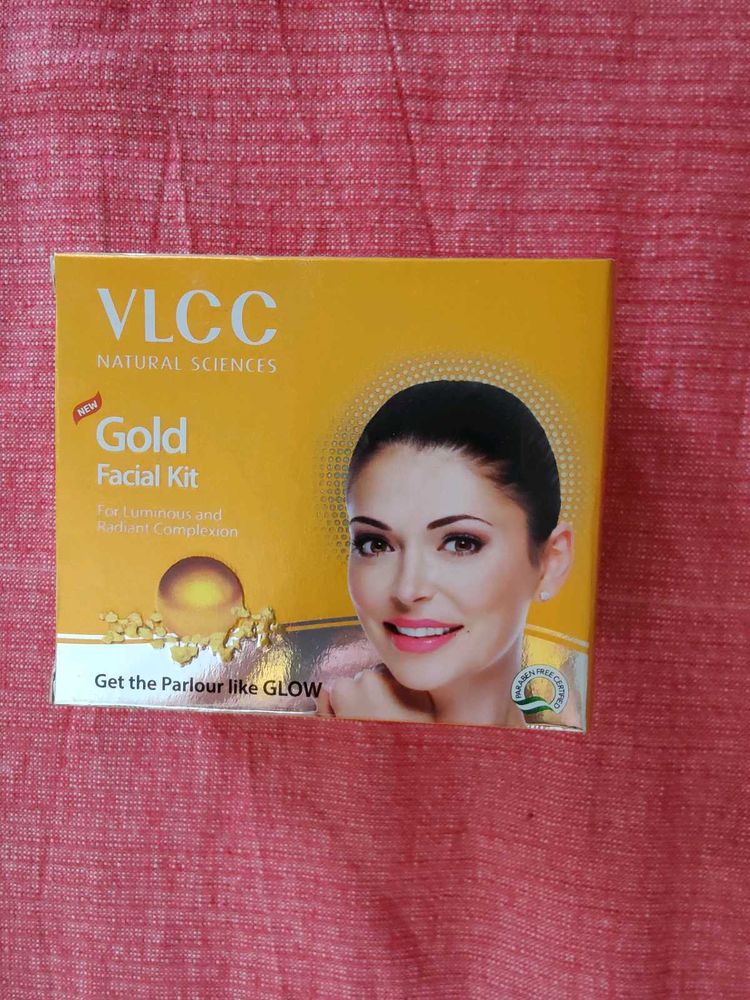 VLCC
NATURAL SCIENCES
NEW
Gold
Facial Kit
For Luminous and
Radiant Complexion
Get the Parlour like GLOW
PARABEN FREE CERTIFIED